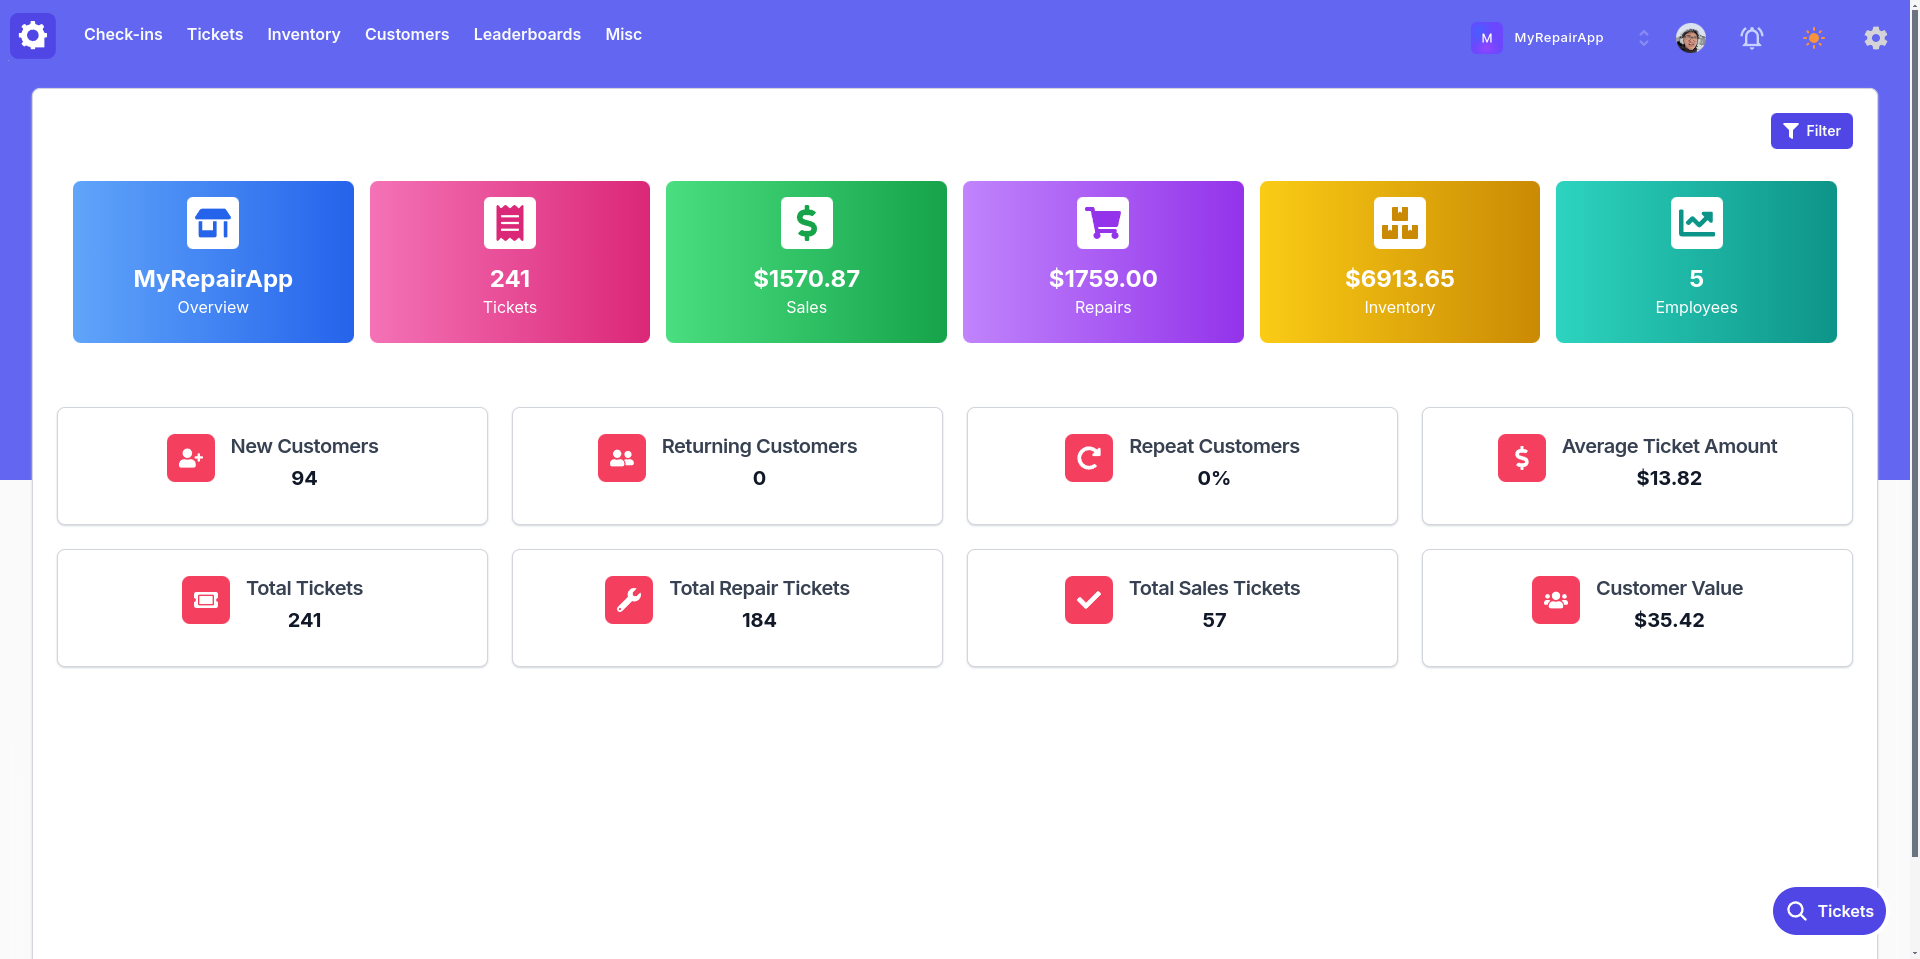 Check-ins Tickets Inventory Customers Leaderboards Misc
M MyRepairApp
Filter
MyRepairApp
Overview
241
Tickets
$1570.87
Sales
$1759.00
Repairs
$6913.65
Inventory
5
Employees
New Customers
94
Returning Customers
0
Repeat Customers
0%
Average Ticket Amount
$13.82
Total Tickets
241
Total Repair Tickets
184
Total Sales Tickets
57
Customer Value
$35.42
Tickets